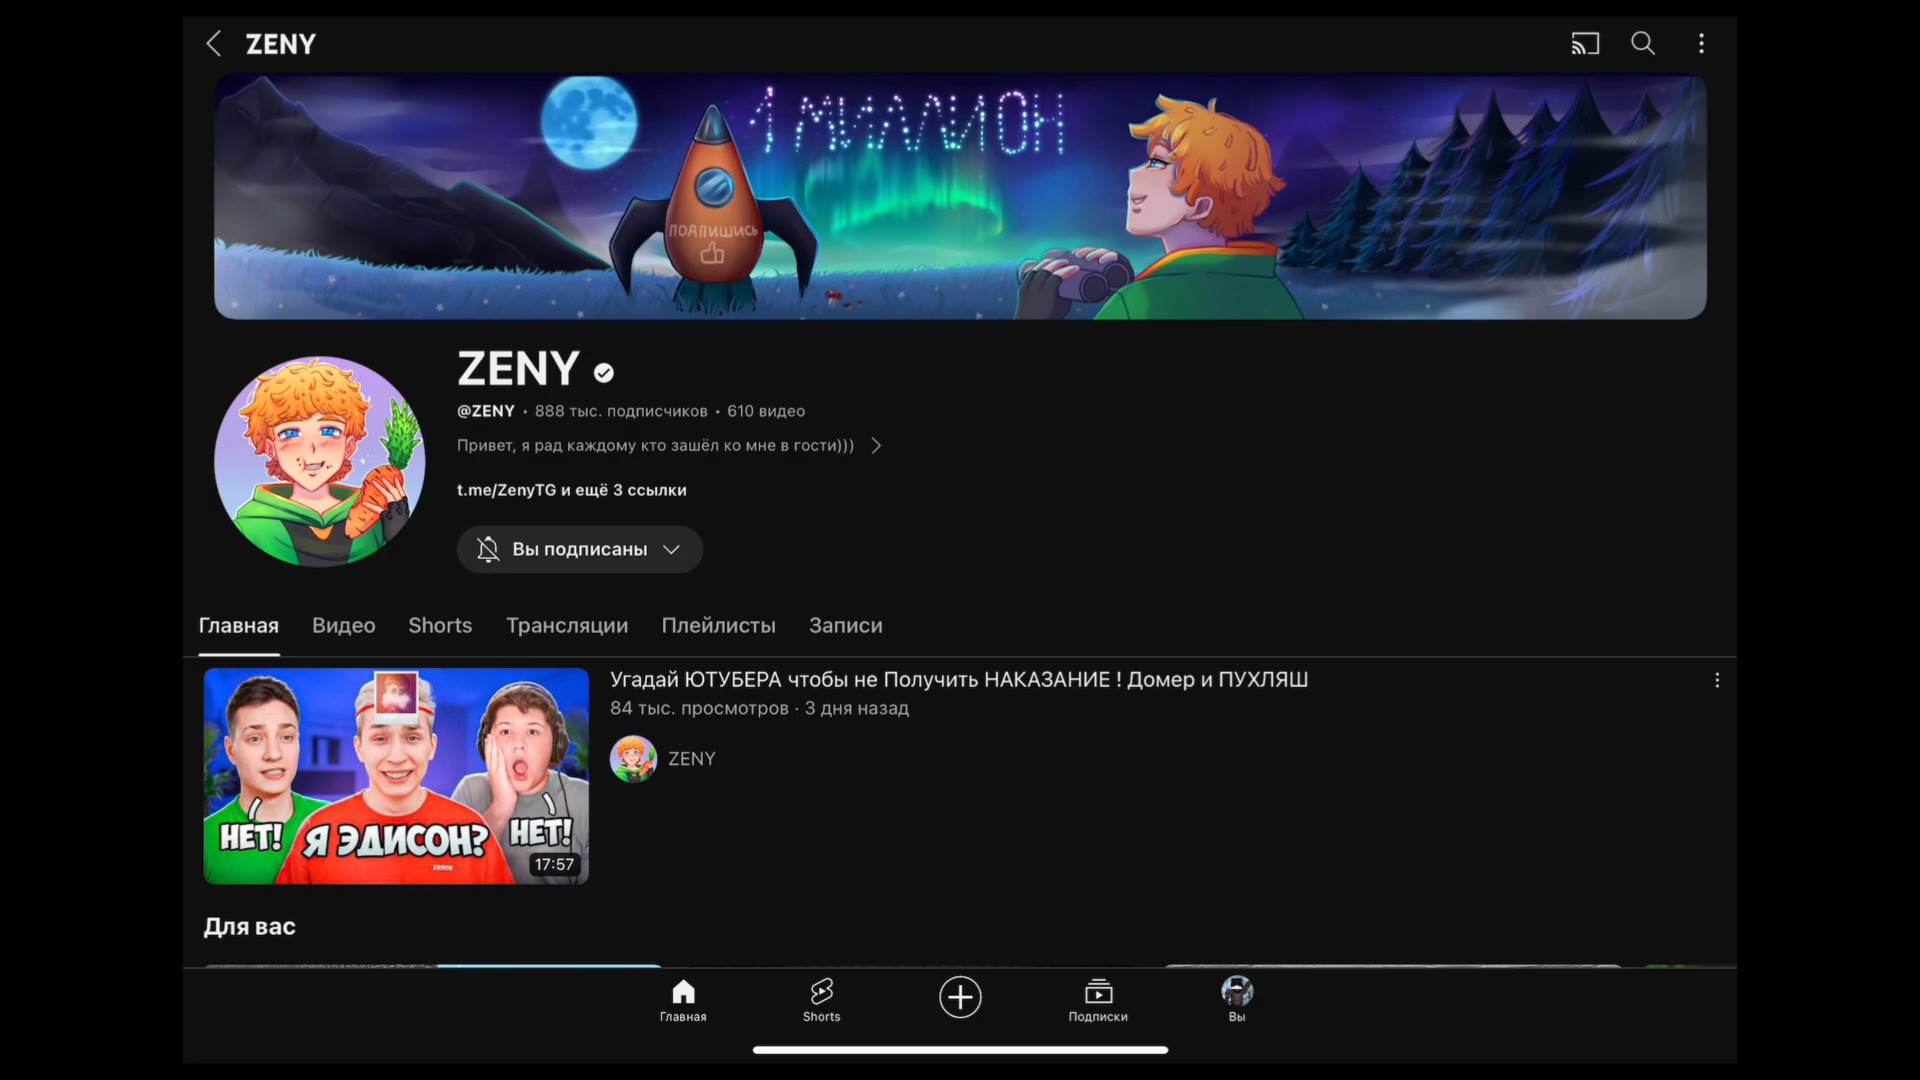 ZENY
1 МИЛЛИОН
ПОДПИШИСЬ
ZENY
@ZENY · 888 тыс. подписчиков · 610 видео
Привет, я рад каждому кто зашёл ко мне в гости)))
t.me/ZenyTG и ещё 3 ссылки
Вы подписаны
Главная Видео Shorts Трансляции Плейлисты Записи
Угадай ЮТУБЕРА чтобы не Получить НАКАЗАНИЕ ! Домер и ПУХЛЯШ
84 тыс. просмотров · 3 дня назад
ZENY
НЕТ! Я ЭДИСОН? НЕТ!
ERROR
17:57
Для вас
Главная Shorts Подписки Вы